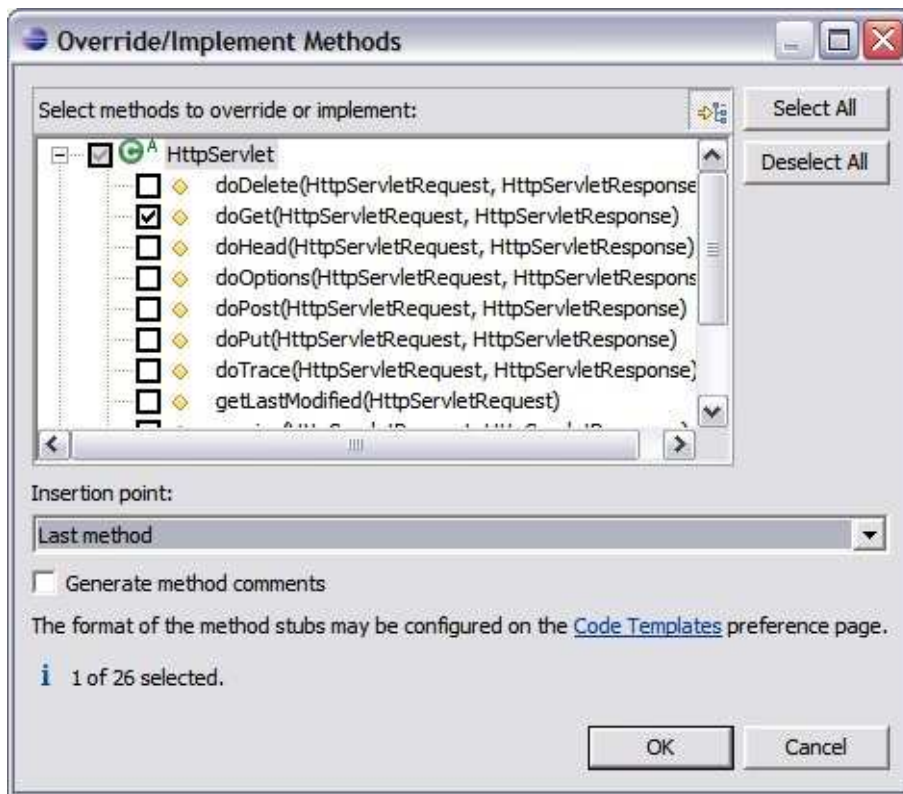 Override/Implement Methods
Select methods to override or implement:
Select All
Deselect All
HttpServlet
doDelete(HttpServletRequest, HttpServletResponse
doGet(HttpServletRequest, HttpServletResponse)
doHead(HttpServletRequest, HttpServletResponse)
doOptions(HttpServletRequest, HttpServletRespons
doPost(HttpServletRequest, HttpServletResponse)
doPut(HttpServletRequest, HttpServletResponse)
doTrace(HttpServletRequest, HttpServletResponse)
getLastModified(HttpServletRequest)
Insertion point:
Last method
Generate method comments
The format of the method stubs may be configured on the Code Templates preference page.
1 of 26 selected.
OK
Cancel